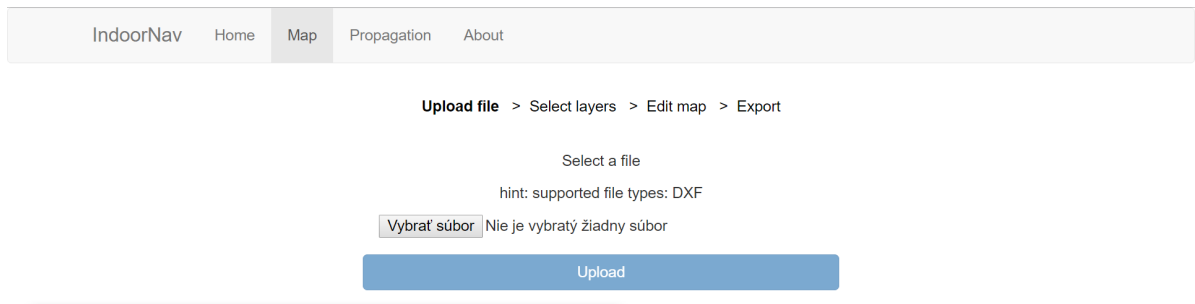 IndoorNav Home Map Propagation About
Upload file > Select layers > Edit map > Export
Select a file
hint: supported file types: DXF
Vybrať súbor Nie je vybratý žiadny súbor
Upload